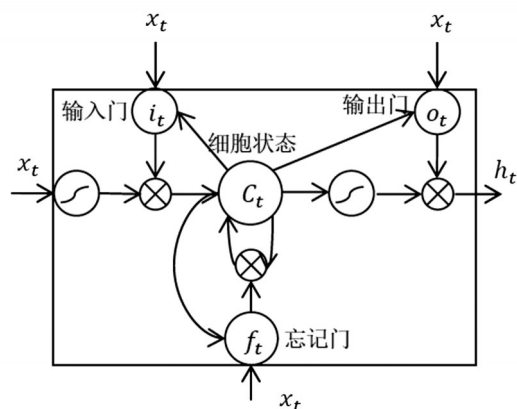 x_t x_t
输入门 i_t 输出门 o_t
细胞状态
x_t C_t h_t
f_t 忘记门
x_t